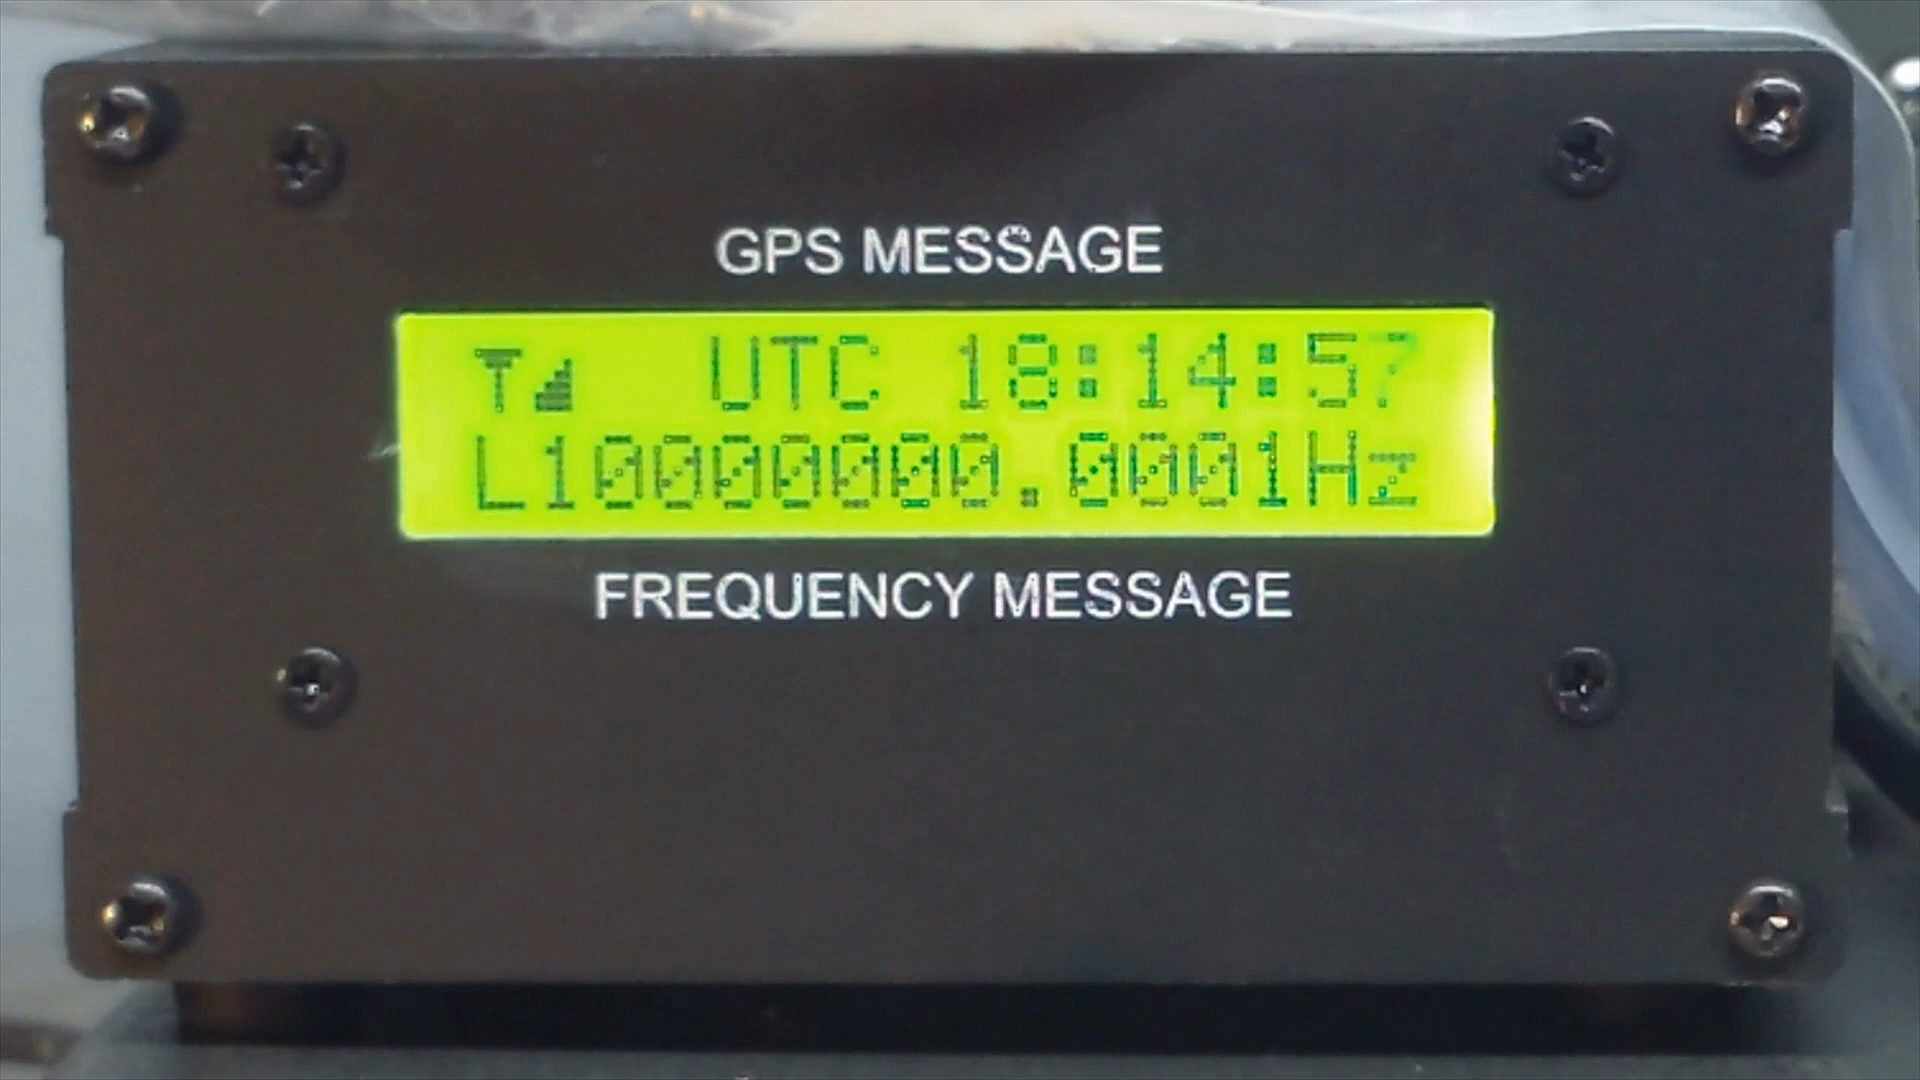 GPS MESSAGE
UTC 18:14:57
L10000000.0001Hz
FREQUENCY MESSAGE